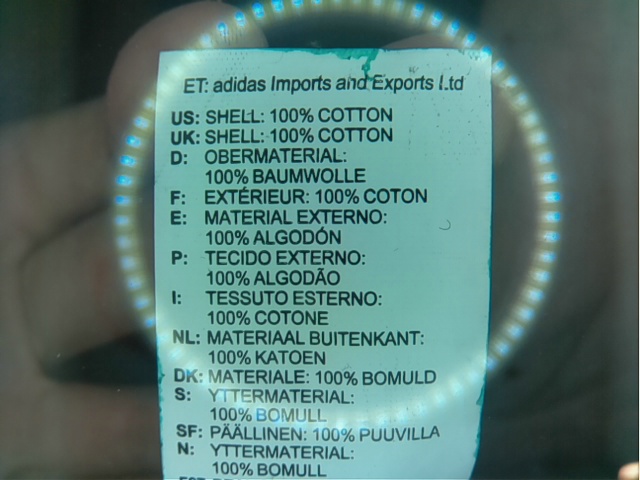 ET: adidas Imports and Exports Ltd
US: SHELL: 100% COTTON
UK: SHELL: 100% COTTON
D: OBERMATERIAL:
100% BAUMWOLLE
F: EXTÉRIEUR: 100% COTON
E: MATERIAL EXTERNO:
100% ALGODÓN
P: TECIDO EXTERNO:
100% ALGODÃO
I: TESSUTO ESTERNO:
100% COTONE
NL: MATERIAAL BUITENKANT:
100% KATOEN
DK: MATERIALE: 100% BOMULD
S: YTTERMATERIAL:
100% BOMULL
SF: PÄÄLLINEN: 100% PUUVILLA
N: YTTERMATERIAL:
100% BOMULL